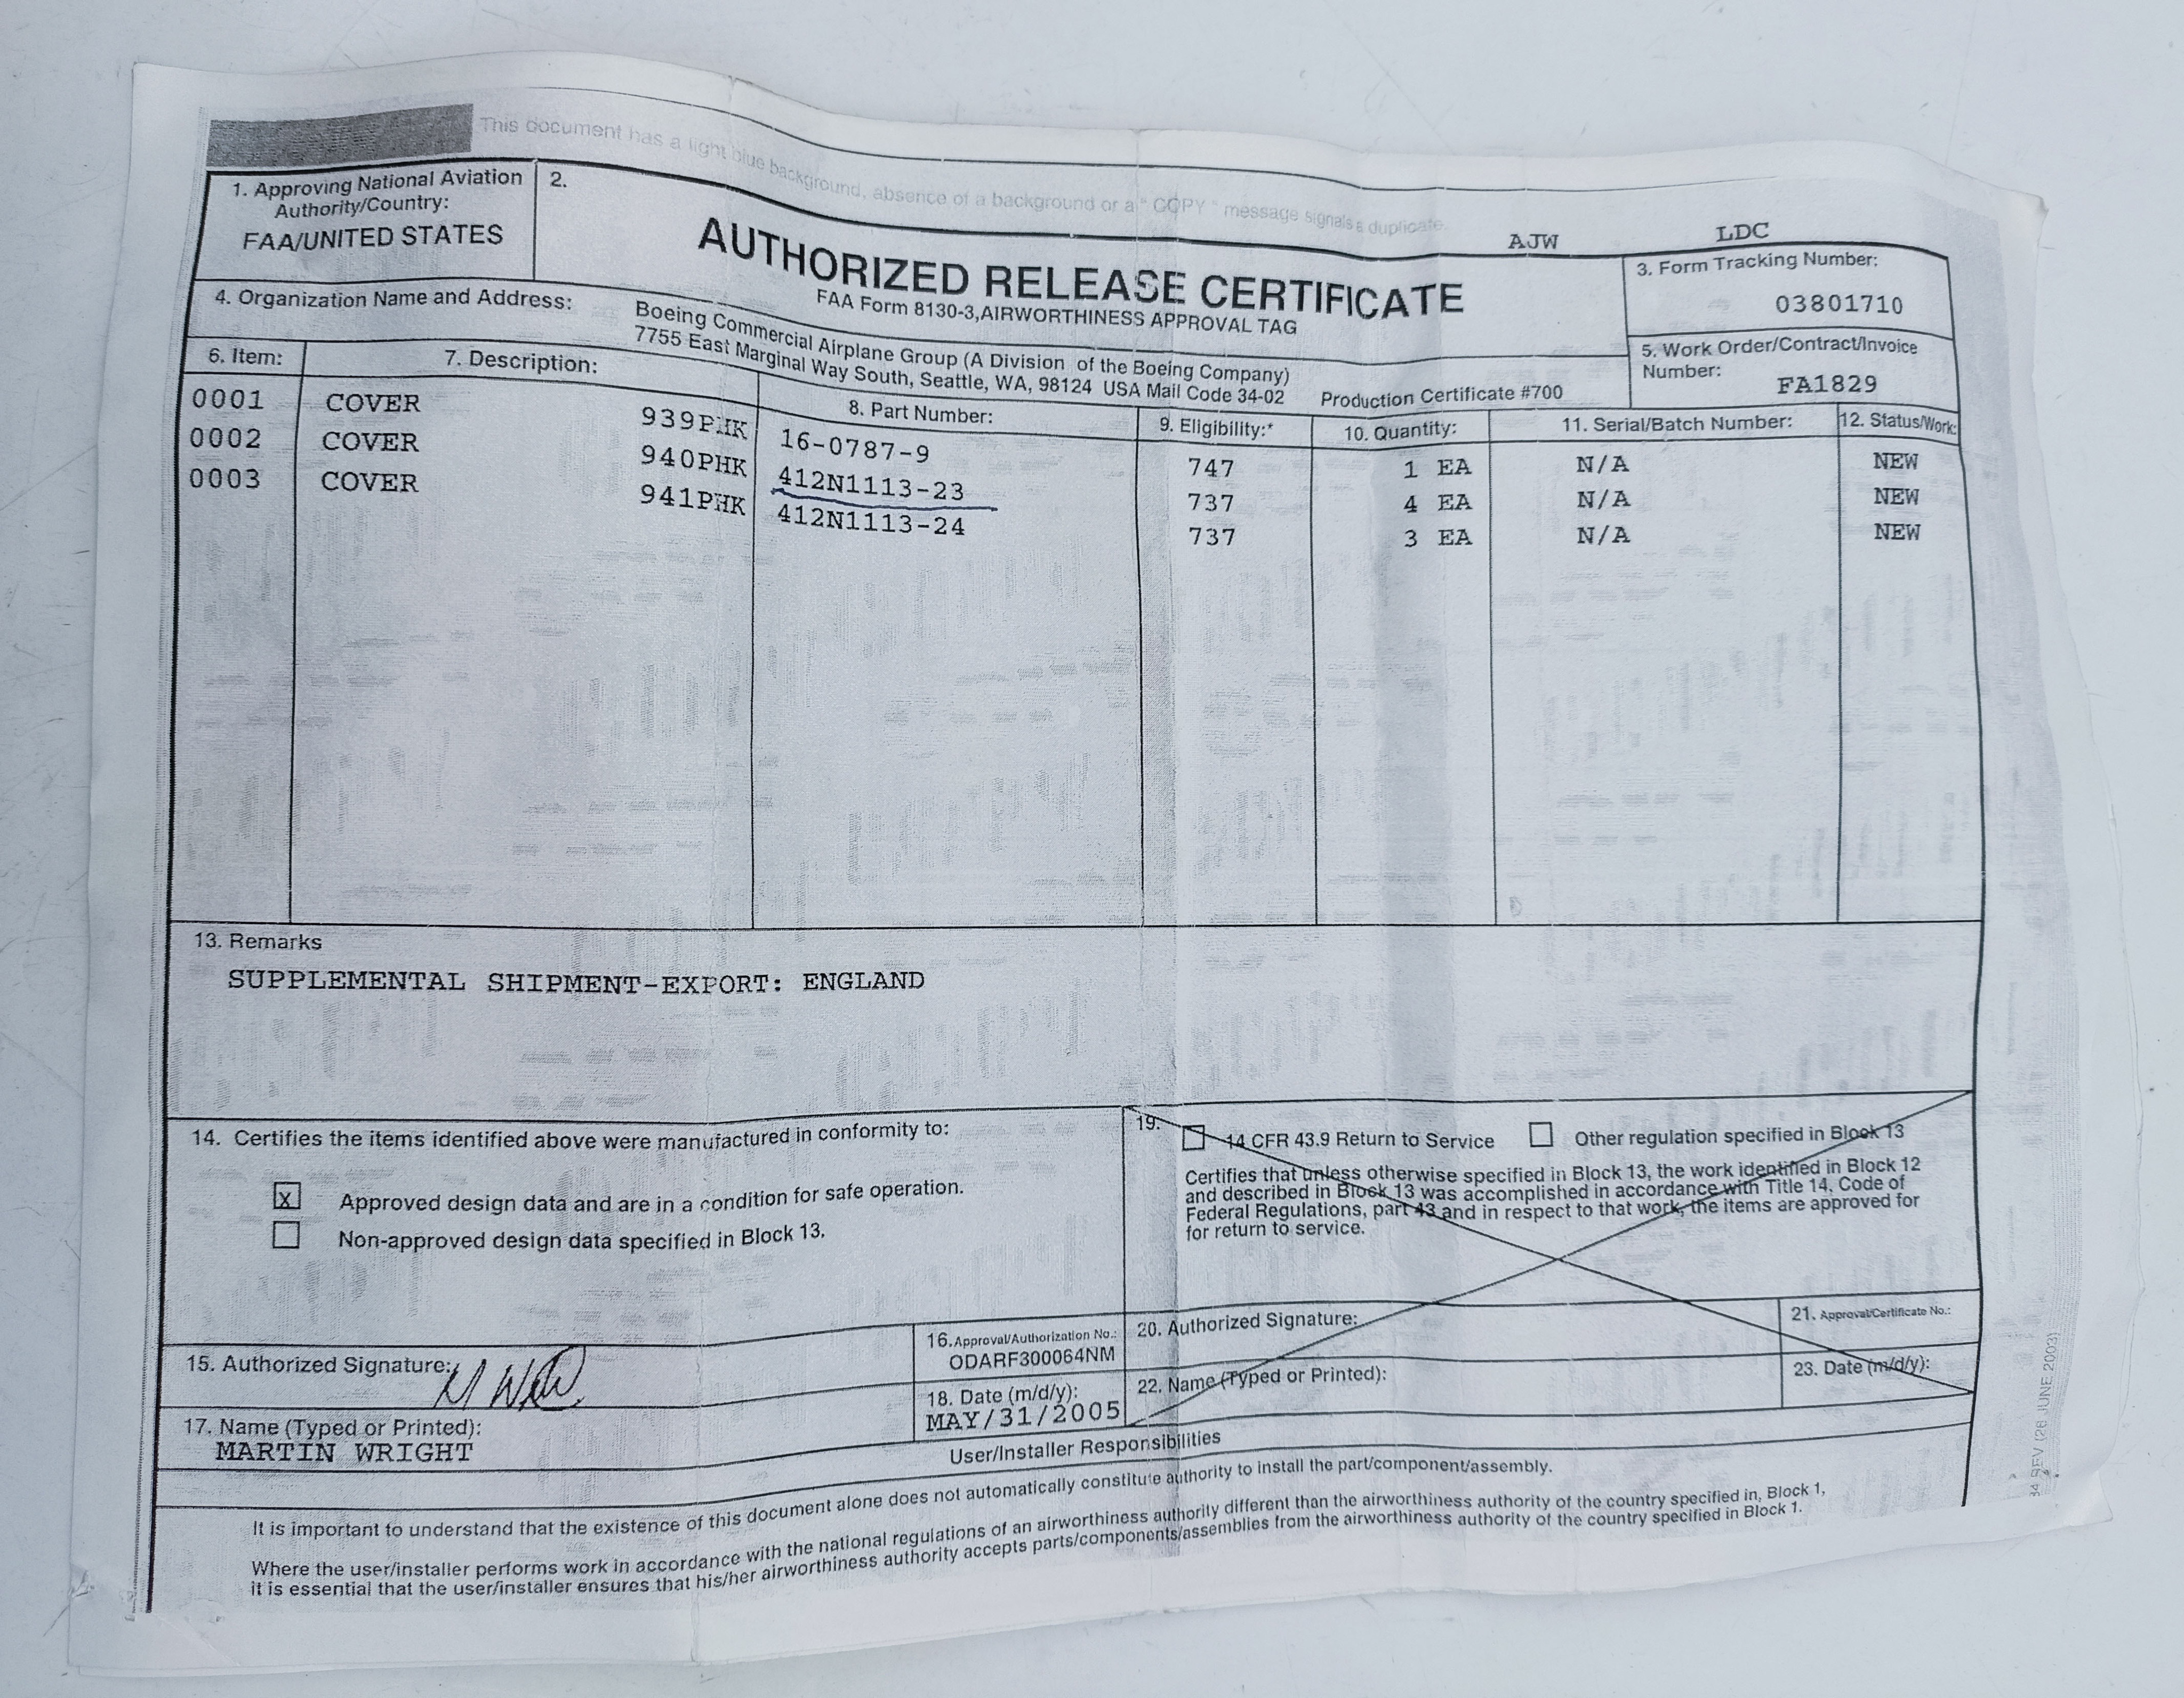 This document has a light blue background, absence of a background or a " COPY " message signals a duplicate.
1. Approving National Aviation
Authority/Country:
FAA/UNITED STATES
2.
AUTHORIZED RELEASE CERTIFICATE
FAA Form 8130-3,AIRWORTHINESS APPROVAL TAG
AJW
LDC
3. Form Tracking Number:
03801710
4. Organization Name and Address:
Boeing Commercial Airplane Group (A Division of the Boeing Company)
7755 East Marginal Way South, Seattle, WA, 98124 USA Mail Code 34-02
Production Certificate #700
5. Work Order/Contract/Invoice
Number:
FA1829
6. Item: 7. Description: 8. Part Number: 9. Eligibility:* 10. Quantity: 11. Serial/Batch Number: 12. Status/Work:
0001 COVER 939PHK 16-0787-9 747 1 EA N/A NEW
0002 COVER 940PHK 412N1113-23 737 4 EA N/A NEW
0003 COVER 941PHK 412N1113-24 737 3 EA N/A NEW
13. Remarks
SUPPLEMENTAL SHIPMENT-EXPORT: ENGLAND
14. Certifies the items identified above were manufactured in conformity to:
X Approved design data and are in a condition for safe operation.
Non-approved design data specified in Block 13.
19.
14 CFR 43.9 Return to Service
Other regulation specified in Block 13
Certifies that unless otherwise specified in Block 13, the work identified in Block 12
and described in Block 13 was accomplished in accordance with Title 14, Code of
Federal Regulations, part 43 and in respect to that work, the items are approved for
for return to service.
15. Authorized Signature:
16. Approval/Authorization No.:
ODARF300064NM
20. Authorized Signature:
21. Approval/Certificate No.:
17. Name (Typed or Printed):
MARTIN WRIGHT
18. Date (m/d/y):
MAY/31/2005
22. Name (Typed or Printed):
23. Date (m/d/y):
User/Installer Responsibilities
It is important to understand that the existence of this document alone does not automatically constitute authority to install the part/component/assembly.
Where the user/installer performs work in accordance with the national regulations of an airworthiness authority different than the airworthiness authority of the country specified in, Block 1,
it is essential that the user/installer ensures that his/her airworthiness authority accepts parts/components/assemblies from the airworthiness authority of the country specified in Block 1.
REV (26 JUNE 2003)